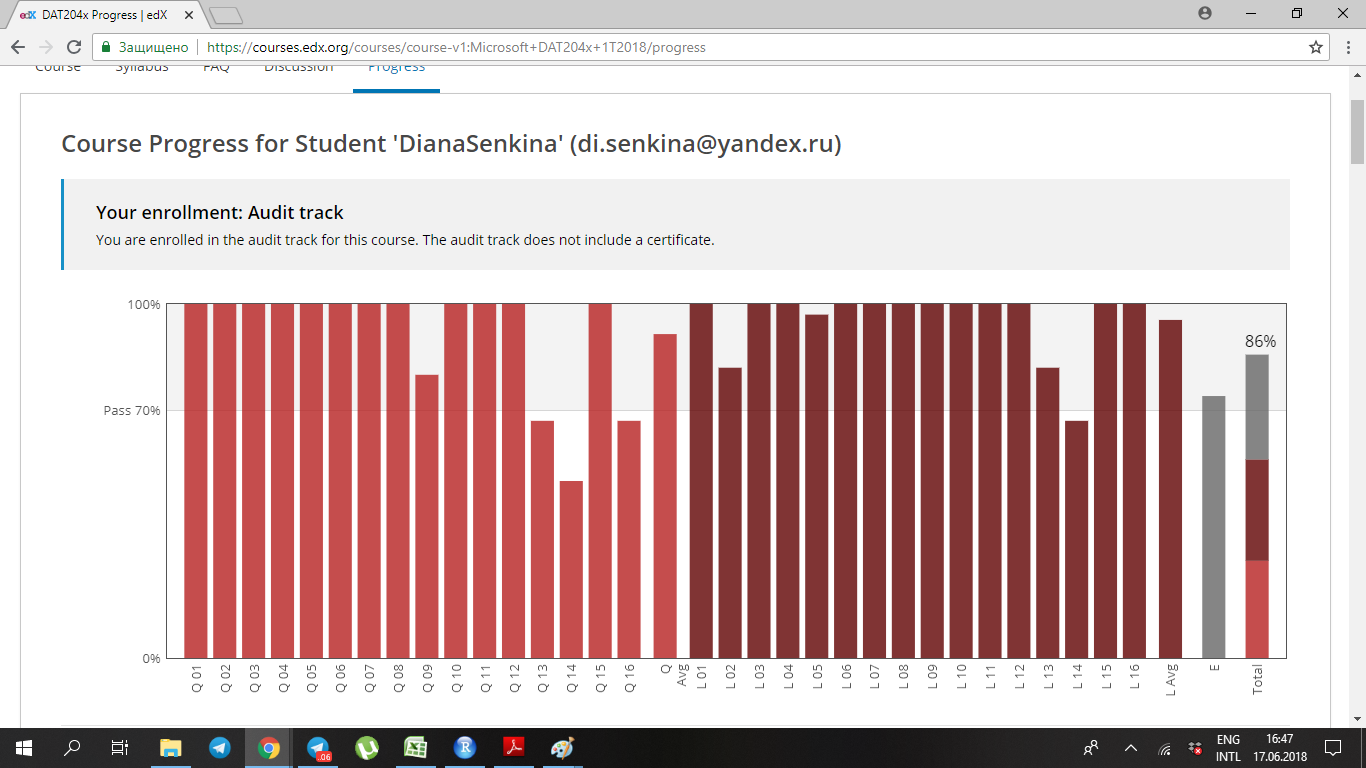 edX DAT204x Progress | edX
Защищено https://courses.edx.org/courses/course-v1:Microsoft+DAT204x+1T2018/progress
Course Syllabus FAQ Discussion Progress
Course Progress for Student 'DianaSenkina' (di.senkina@yandex.ru)
Your enrollment: Audit track
You are enrolled in the audit track for this course. The audit track does not include a certificate.
100%
86%
Pass 70%
0%
Q 01 Q 02 Q 03 Q 04 Q 05 Q 06 Q 07 Q 08 Q 09 Q 10 Q 11 Q 12 Q 13 Q 14 Q 15 Q 16 Q Avg L 01 L 02 L 03 L 04 L 05 L 06 L 07 L 08 L 09 L 10 L 11 L 12 L 13 L 14 L 15 L 16 L Avg E Total
.06
ENG 16:47
INTL 17.06.2018